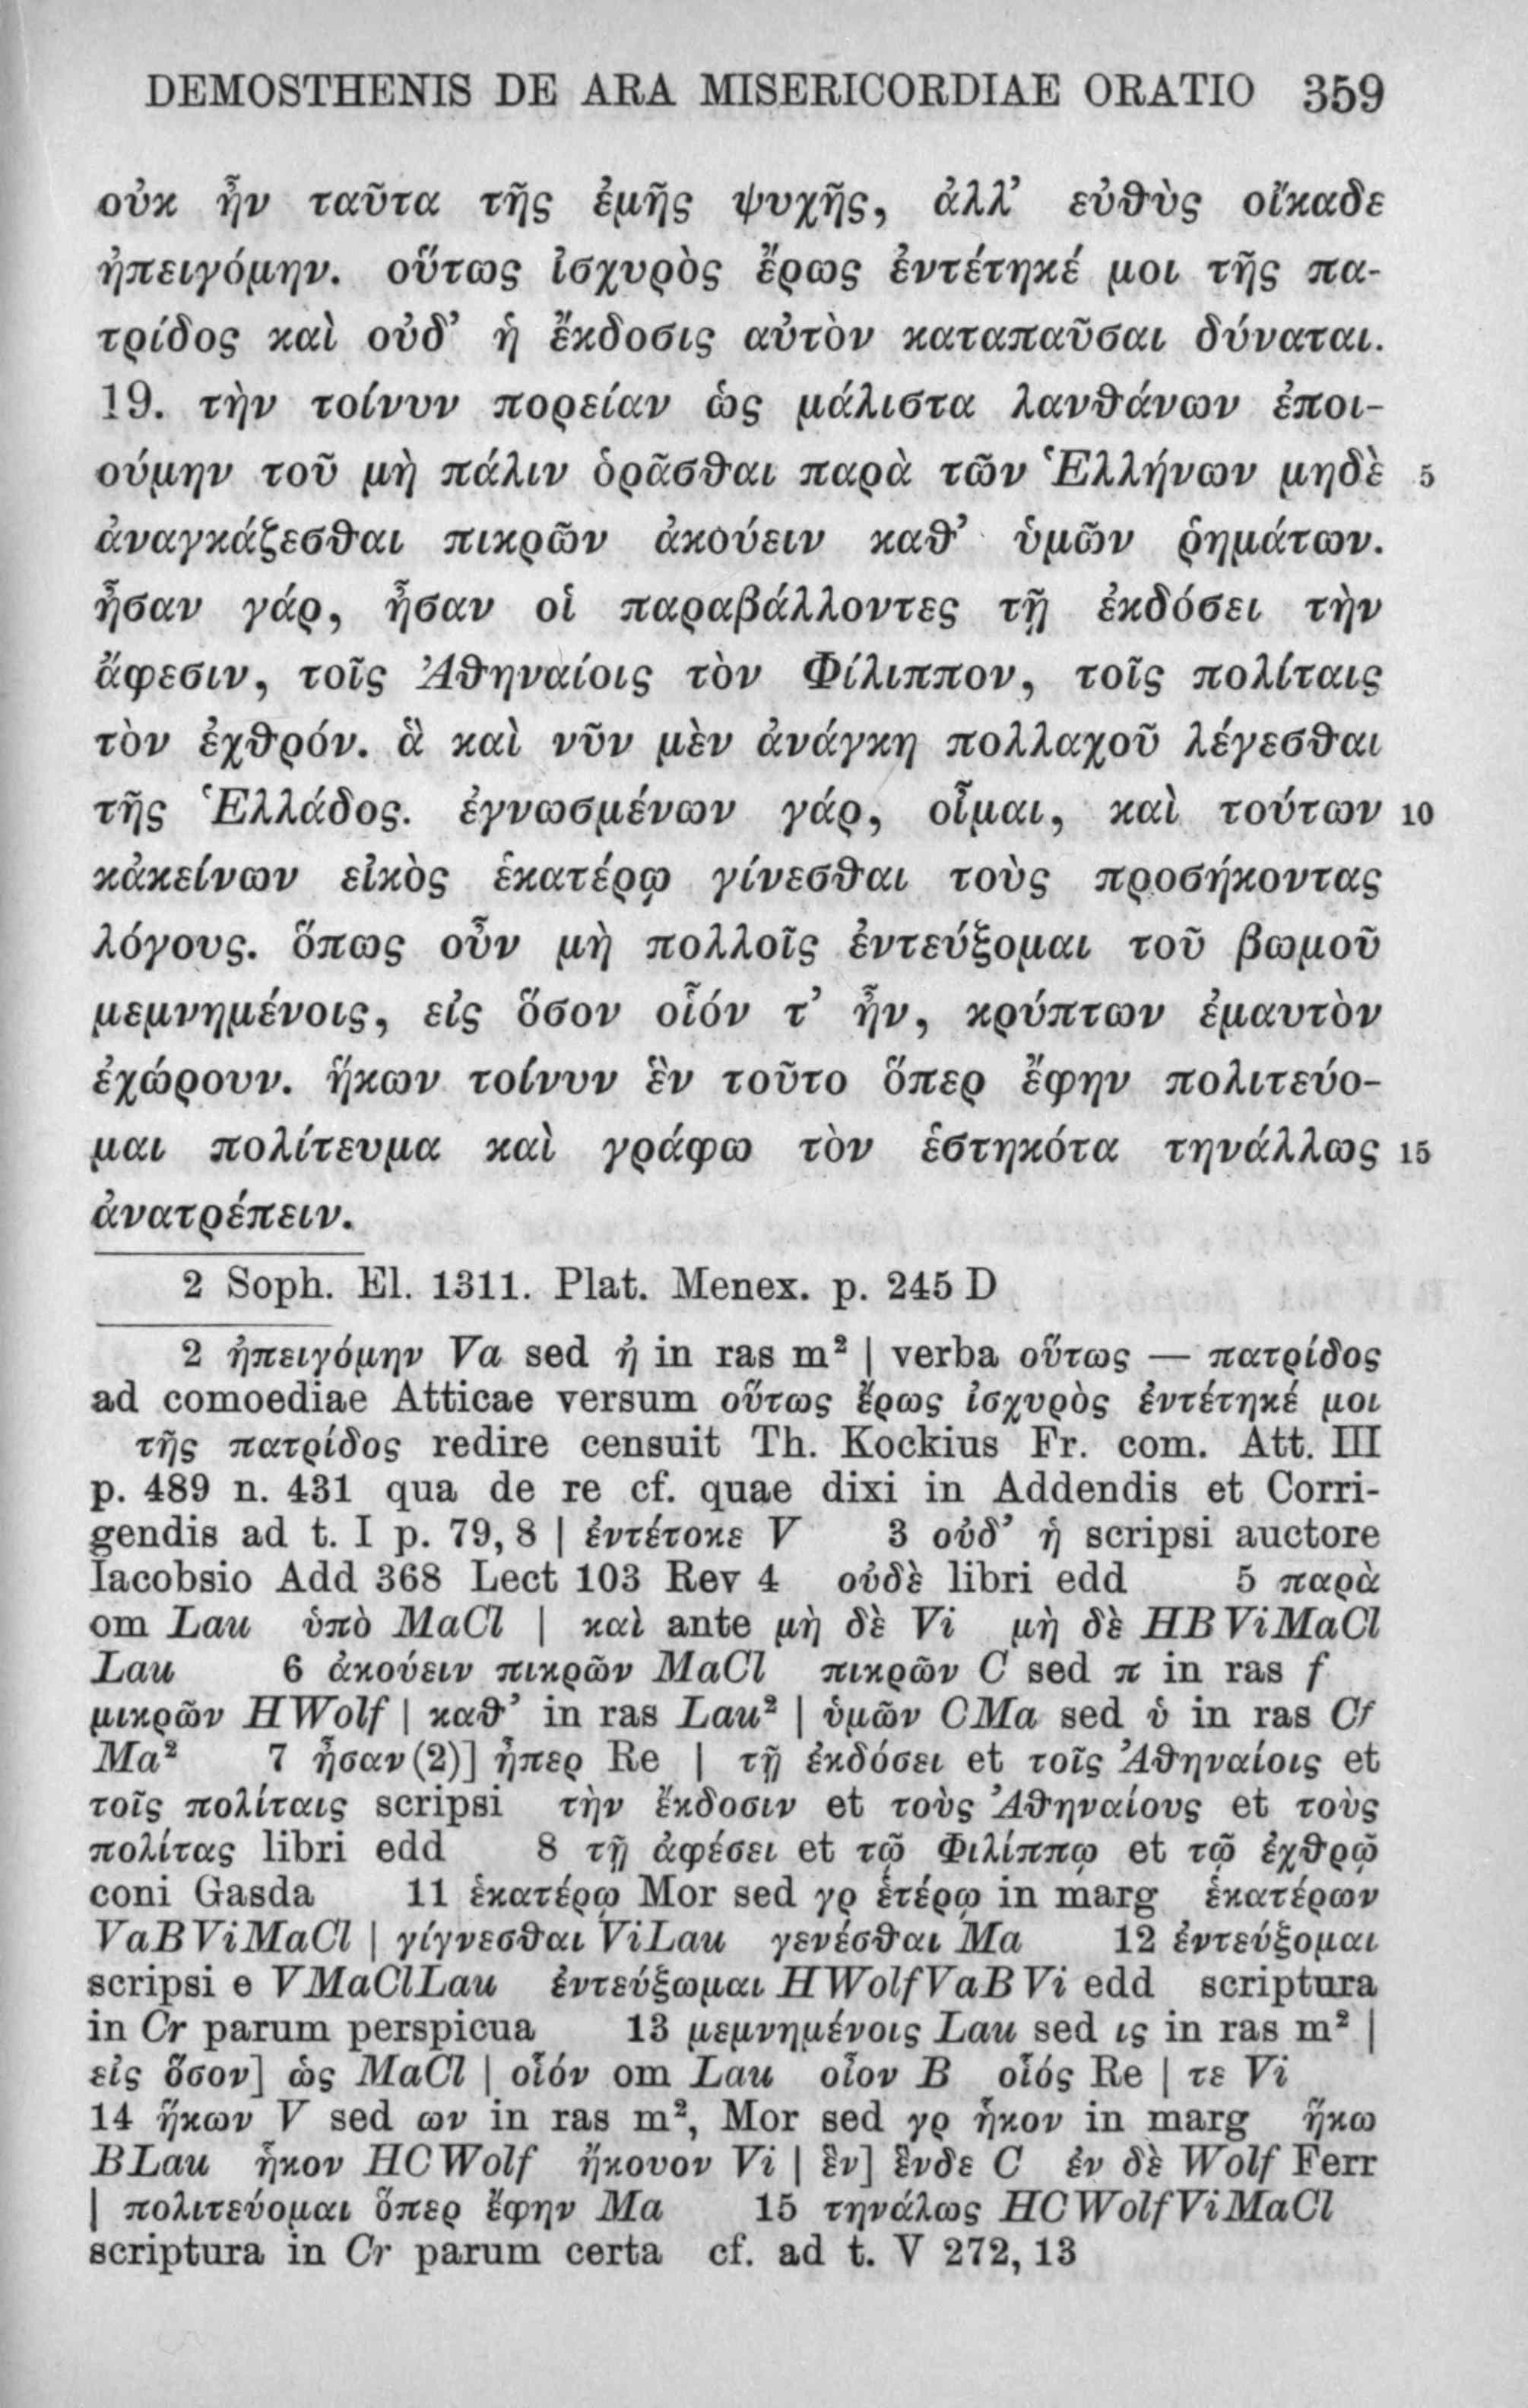 DEMOSTHENIS DE ARA MISERICORDIAE ORATIO 359
οὐκ ἦν ταῦτα τῆς ἐμῆς ψυχῆς, ἀλλ’ εὐθὺς οἴκαδε
ἠπειγόμην. οὕτως ἰσχυρὸς ἔρως ἐντέτηκέ μοι τῆς πα-
τρίδος καὶ οὐδ’ ἡ ἔκδοσις αὐτὸν καταπαῦσαι δύναται.
19. τὴν τοίνυν πορείαν ὡς μάλιστα λανθάνων ἐποι-
ούμην τοῦ μὴ πάλιν ὁρᾶσθαι παρὰ τῶν Ἑλλήνων μηδὲ 5
ἀναγκάζεσθαι πικρῶν ἀκούειν καθ’ ὑμῶν ῥημάτων.
ἦσαν γάρ, ἦσαν οἱ παραβάλλοντες τῇ ἐκδόσει τὴν
ἄφεσιν, τοῖς Ἀθηναίοις τὸν Φίλιππον, τοῖς πολίταις
τὸν ἐχθρόν. ἃ καὶ νῦν μὲν ἀνάγκη πολλαχοῦ λέγεσθαι
τῆς Ἑλλάδος. ἐγνωσμένων γάρ, οἶμαι, καὶ τούτων 10
κἀκείνων εἰκὸς ἑκατέρῳ γίνεσθαι τοὺς προσήκοντας
λόγους. ὅπως οὖν μὴ πολλοῖς ἐντεύξομαι τοῦ βωμοῦ
μεμνημένοις, εἰς ὅσον οἷόν τ’ ἦν, κρύπτων ἐμαυτὸν
ἐχώρουν. ἥκων τοίνυν ἓν τοῦτο ὅπερ ἔφην πολιτεύο-
μαι πολίτευμα καὶ γράφω τὸν ἑστηκότα τηνάλλως 15
ἀνατρέπειν.
2 Soph. El. 1311. Plat. Menex. p. 245 D
2 ἠπειγόμην Va sed ἠ in ras m² | verba οὕτως — πατρίδος
ad comoediae Atticae versum οὕτως ἔρως ἰσχυρὸς ἐντέτηκέ μοι
τῆς πατρίδος redire censuit Th. Kockius Fr. com. Att. III
p. 489 n. 431 qua de re cf. quae dixi in Addendis et Corri-
gendis ad t. I p. 79, 8 | ἐντέτοκε V 3 οὐδ’ ἡ scripsi auctore
Iacobsio Add 368 Lect 103 Rev 4 οὐδὲ libri edd 5 παρὰ
om Lau ὑπὸ MaCl | καὶ ante μὴ δὲ Vi μὴ δὲ HBViMaCl
Lau 6 ἀκούειν πικρῶν MaCl πικρῶν C sed π in ras f
μικρῶν HWolf | καθ’ in ras Lau² | ὑμῶν CMa sed ὑ in ras Cf
Ma² 7 ἦσαν (2)] ἦπερ Re | τῇ ἐκδόσει et τοῖς Ἀθηναίοις et
τοῖς πολίταις scripsi τὴν ἔκδοσιν et τοὺς Ἀθηναίους et τοὺς
πολίτας libri edd 8 τῇ ἀφέσει et τῷ Φιλίππῳ et τῷ ἐχθρῷ
coni Gasda 11 ἑκατέρῳ Mor sed γρ ἑτέρῳ in marg ἑκατέρων
VaBViMaCl | γίγνεσθαι ViLau γενέσθαι Ma 12 ἐντεύξομαι
scripsi e VMaClLau ἐντεύξωμαι HWolfVaBVi edd scriptura
in Cr parum perspicua 13 μεμνημένοις Lau sed ις in ras m² |
εἰς ὅσον] ὡς MaCl | οἷόν om Lau οἷον B οἷός Re | τε Vi
14 ἥκων V sed ων in ras m², Mor sed γρ ἧκον in marg ἥκω
BLau ἧκον HCWolf ἤκουον Vi | ἓν] ἓνδε C ἐν δὲ Wolf Ferr
| πολιτεύομαι ὅπερ ἔφην Ma 15 τηνάλως HCWolfViMaCl
scriptura in Cr parum certa cf. ad t. V 272, 13